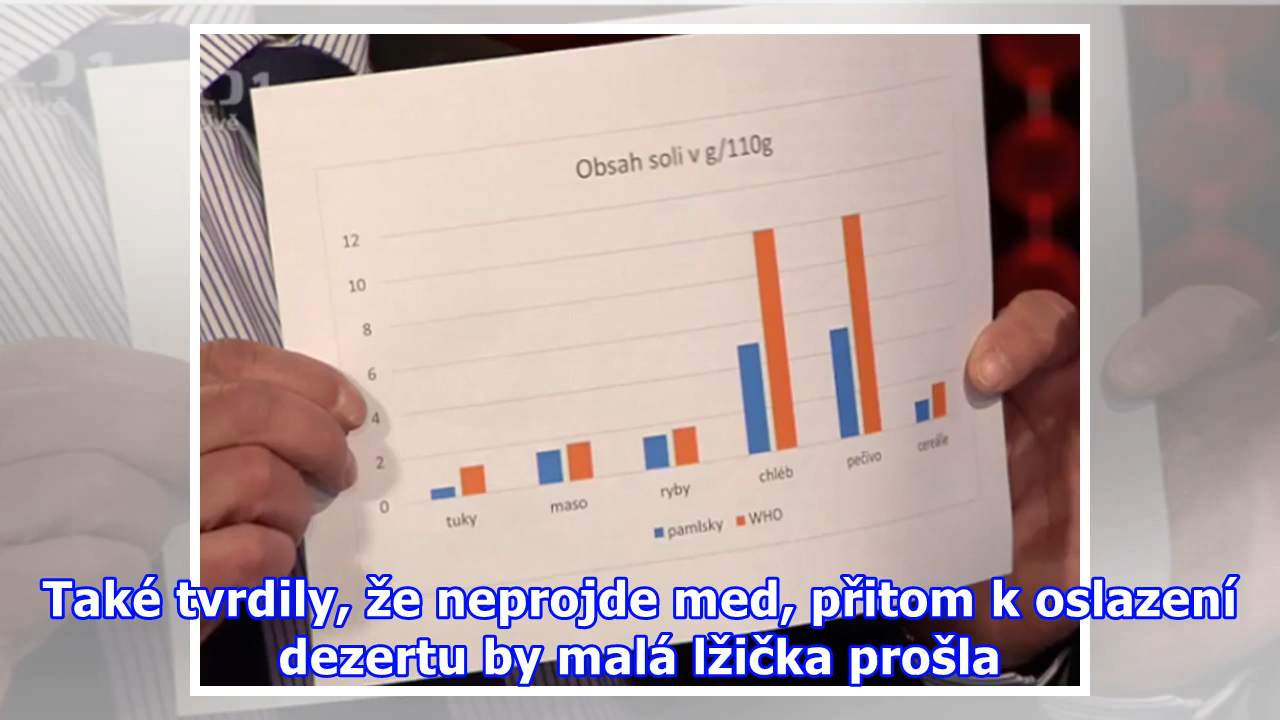 Obsah soli v g/110g
12
10
8
6
4
2
0
tuky
maso
ryby
chléb
pečivo
cereálie
pamlsky
WHO
Také tvrdily, že neprojde med, přitom k oslazení
dezertu by malá lžička prošla